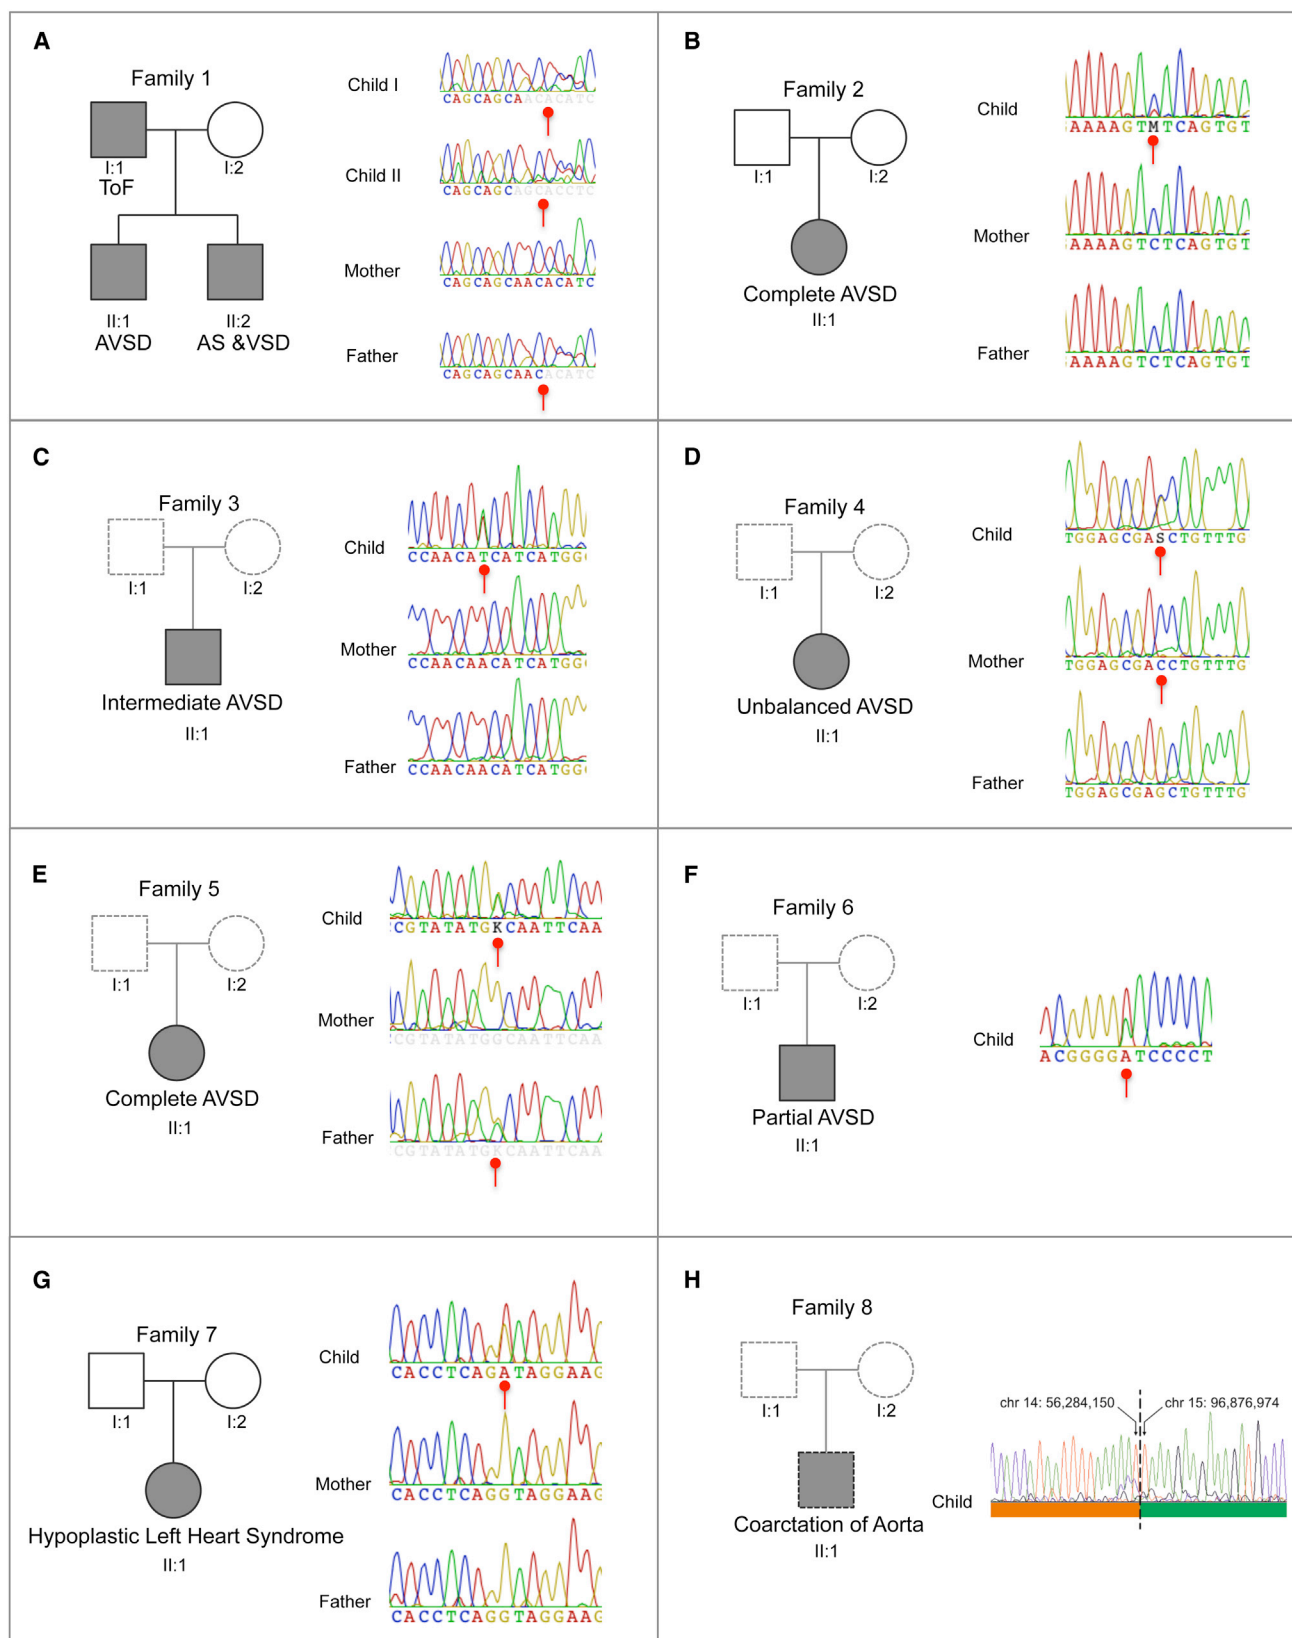 A
Family 1
I:1
ToF
I:2
II:1
AVSD
II:2
AS &VSD
Child I
CAGCAGCAACACATC
Child II
CAGCAGCAGCACCTC
Mother
CAGCAGCAACACATC
Father
CAGCAGCAACACATC
B
Family 2
I:1
I:2
Complete AVSD
II:1
Child
AAAAGTMTCAGTGT
Mother
AAAAGTCTCAGTGT
Father
AAAAGTCTCAGTGT
C
Family 3
I:1
I:2
Intermediate AVSD
II:1
Child
CCAACATCATCATGG
Mother
CCAACAACATCATGG
Father
CCAACAACATCATGG
D
Family 4
I:1
I:2
Unbalanced AVSD
II:1
Child
TGGAGCGASCTGTTTG
Mother
TGGAGCGACCTGTTTG
Father
TGGAGCGAGCTGTTTG
E
Family 5
I:1
I:2
Complete AVSD
II:1
Child
CGTATATGKCAATTCAA
Mother
CGTATATGGCAATTCAA
Father
CGTATATGKCAATTCAA
F
Family 6
I:1
I:2
Partial AVSD
II:1
Child
ACGGGGATCCCCT
G
Family 7
I:1
I:2
Hypoplastic Left Heart Syndrome
II:1
Child
CACCTCAGATAGGAAG
Mother
CACCTCAGGTAGGAAG
Father
CACCTCAGGTAGGAAG
H
Family 8
I:1
I:2
Coarctation of Aorta
II:1
chr 14: 56,284,150
chr 15: 96,876,974
Child